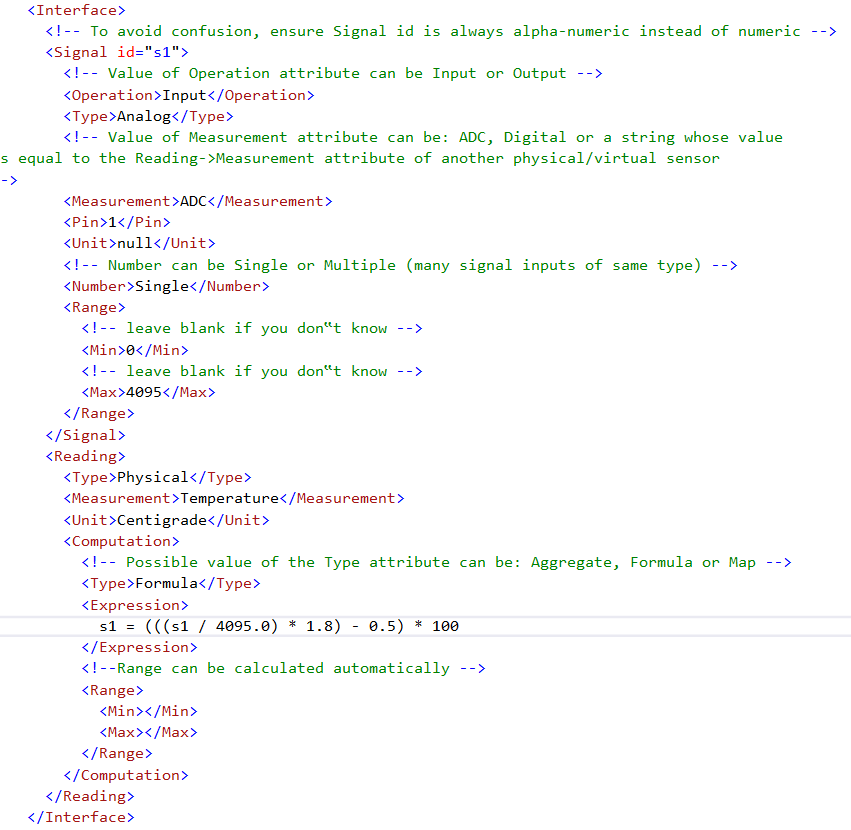 <Interface>
<!-- To avoid confusion, ensure Signal id is always alpha-numeric instead of numeric -->
<Signal id="s1">
<!-- Value of Operation attribute can be Input or Output -->
<Operation>Input</Operation>
<Type>Analog</Type>
<!-- Value of Measurement attribute can be: ADC, Digital or a string whose value
s equal to the Reading->Measurement attribute of another physical/virtual sensor
->
<Measurement>ADC</Measurement>
<Pin>1</Pin>
<Unit>null</Unit>
<!-- Number can be Single or Multiple (many signal inputs of same type) -->
<Number>Single</Number>
<Range>
<!-- leave blank if you don‟t know -->
<Min>0</Min>
<!-- leave blank if you don‟t know -->
<Max>4095</Max>
</Range>
</Signal>
<Reading>
<Type>Physical</Type>
<Measurement>Temperature</Measurement>
<Unit>Centigrade</Unit>
<Computation>
<!-- Possible value of the Type attribute can be: Aggregate, Formula or Map -->
<Type>Formula</Type>
<Expression>
s1 = (((s1 / 4095.0) * 1.8) - 0.5) * 100
</Expression>
<!--Range can be calculated automatically -->
<Range>
<Min></Min>
<Max></Max>
</Range>
</Computation>
</Reading>
</Interface>